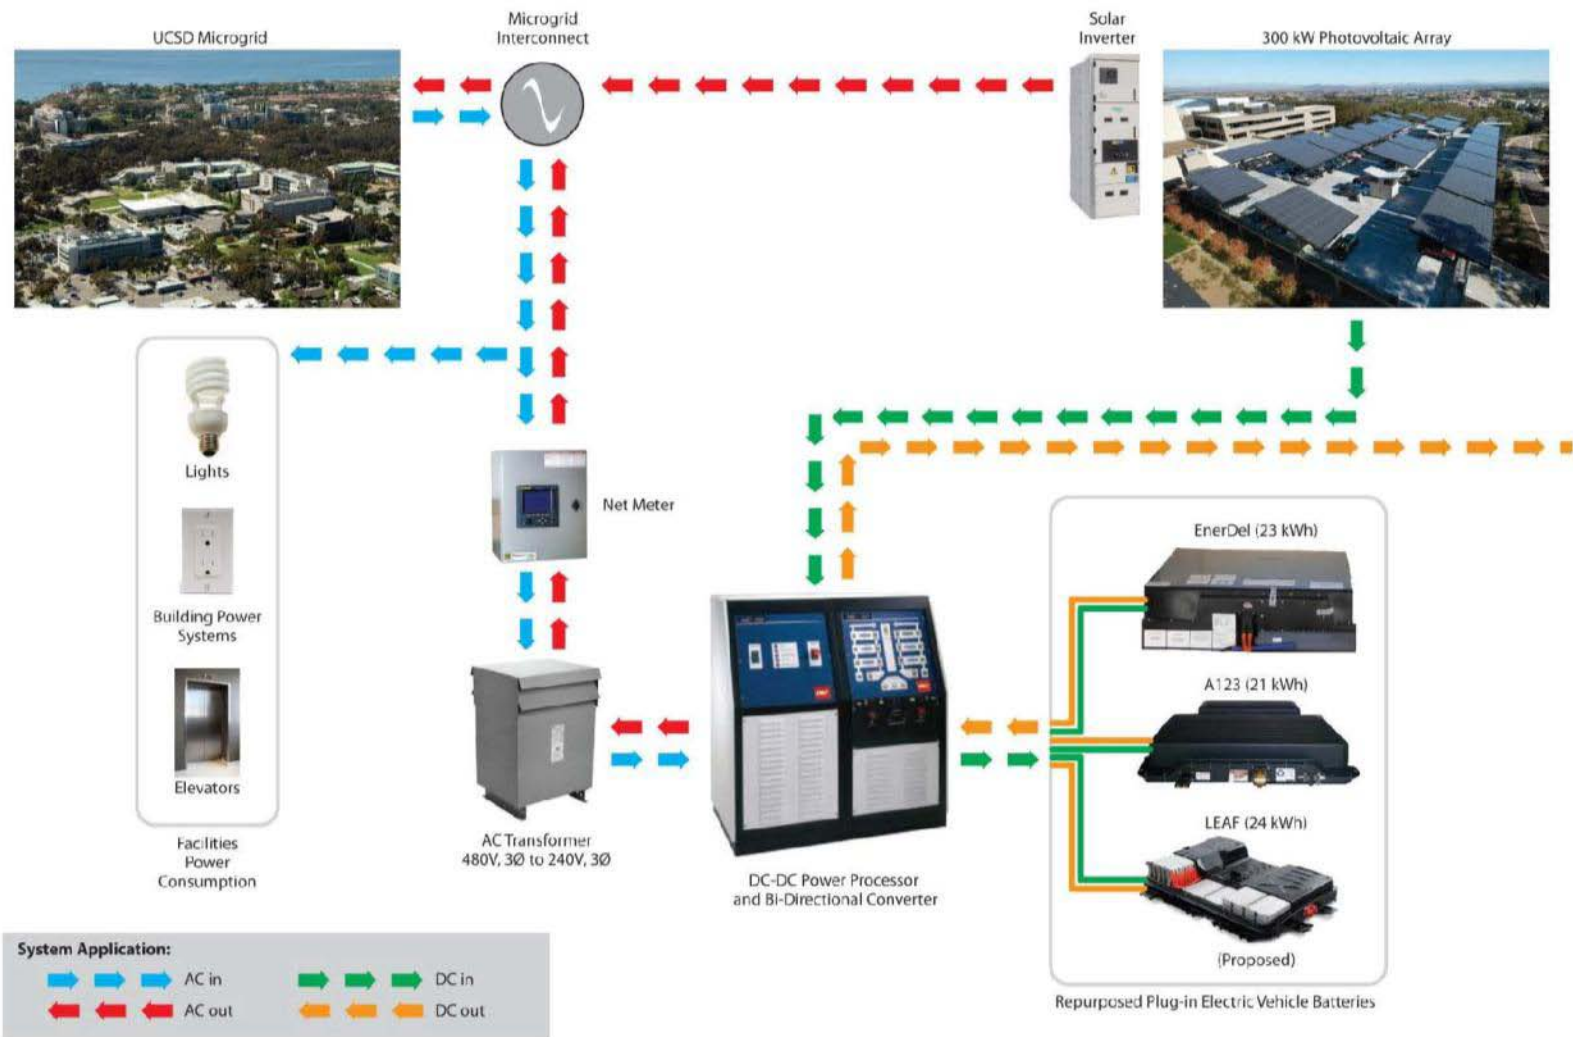 UCSD Microgrid
Microgrid
Interconnect
Solar
Inverter
300 kW Photovoltaic Array
Lights
Building Power
Systems
Elevators
Facilities
Power
Consumption
Net Meter
AC Transformer
480V, 3Ø to 240V, 3Ø
DC-DC Power Processor
and Bi-Directional Converter
EnerDel (23 kWh)
A123 (21 kWh)
LEAF (24 kWh)
(Proposed)
Repurposed Plug-in Electric Vehicle Batteries
System Application:
AC in
DC in
AC out
DC out